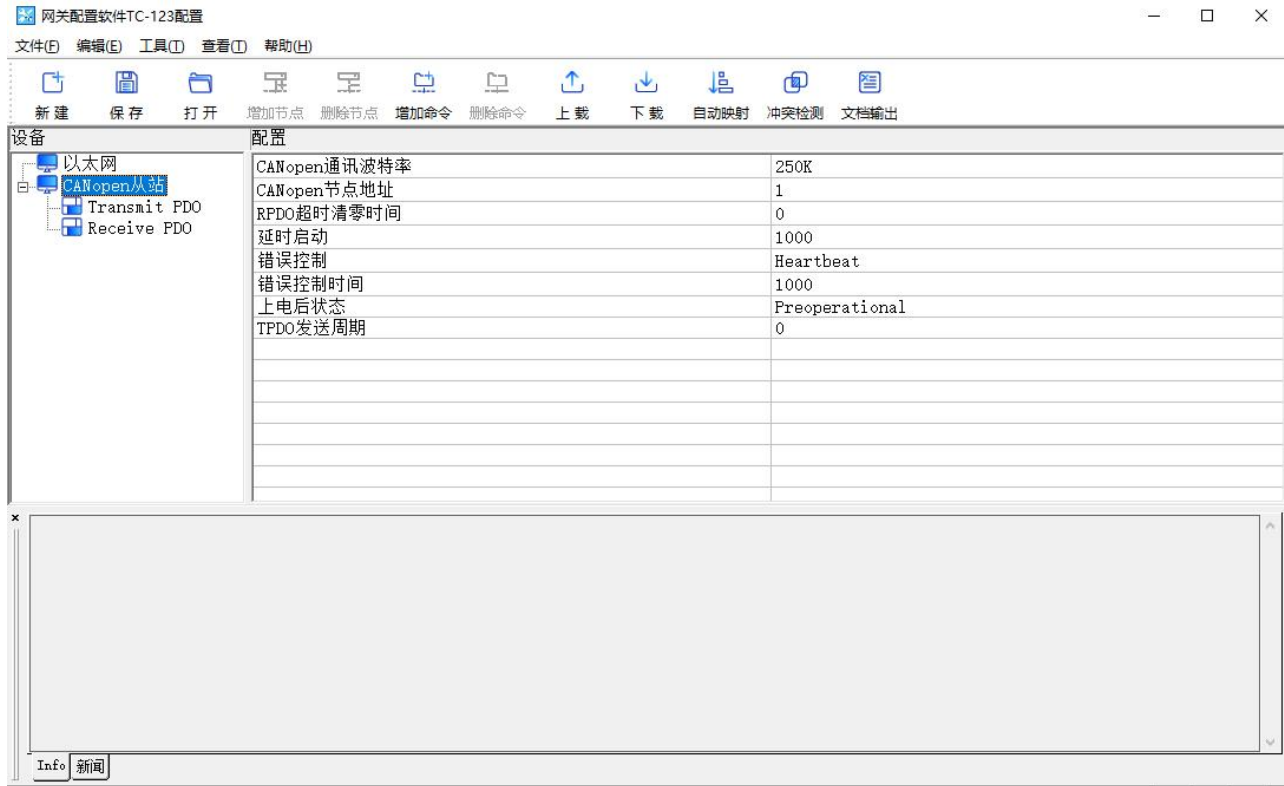 网关配置软件TC-123配置
文件(F) 编辑(E) 工具(T) 查看(T) 帮助(H)
新建 保存 打开 增加节点 删除节点 增加命令 删除命令 上载 下载 自动映射 冲突检测 文档输出
设备 配置
以太网
CANopen从站
Transmit PDO
Receive PDO
CANopen通讯波特率 250K
CANopen节点地址 1
RPDO超时清零时间 0
延时启动 1000
错误控制 Heartbeat
错误控制时间 1000
上电后状态 Preoperational
TPDO发送周期 0
Info 新闻